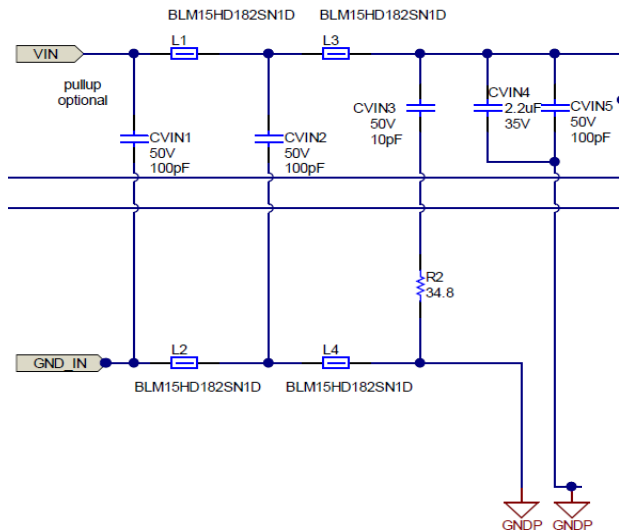 BLM15HD182SN1D
BLM15HD182SN1D
L1
L3
VIN
pullup
optional
CVIN1
50V
100pF
CVIN2
50V
100pF
CVIN3
50V
10pF
CVIN4
2.2uF
35V
CVIN5
50V
100pF
R2
34.8
GND_IN
L2
L4
BLM15HD182SN1D
BLM15HD182SN1D
GNDP
GNDP